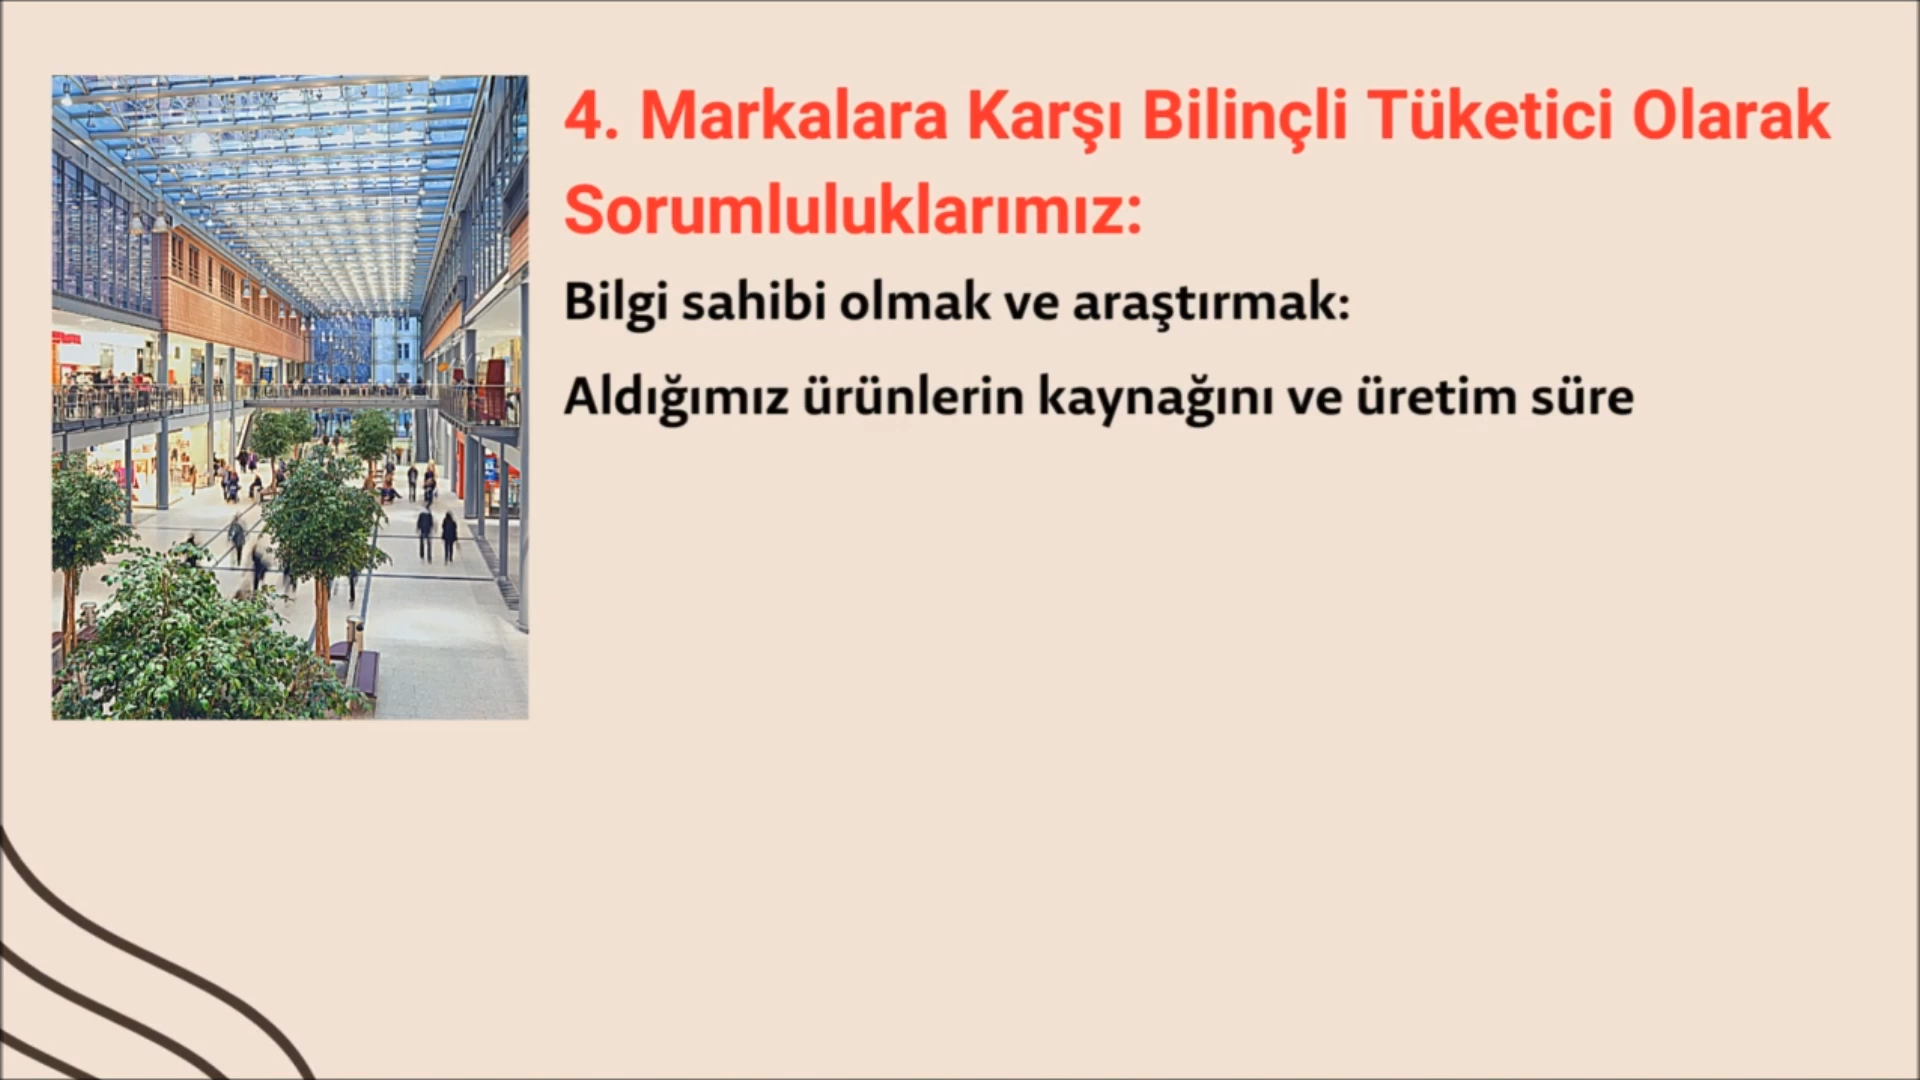 4. Markalara Karşı Bilinçli Tüketici Olarak
Sorumluluklarımız:
Bilgi sahibi olmak ve araştırmak:
Aldığımız ürünlerin kaynağını ve üretim süre